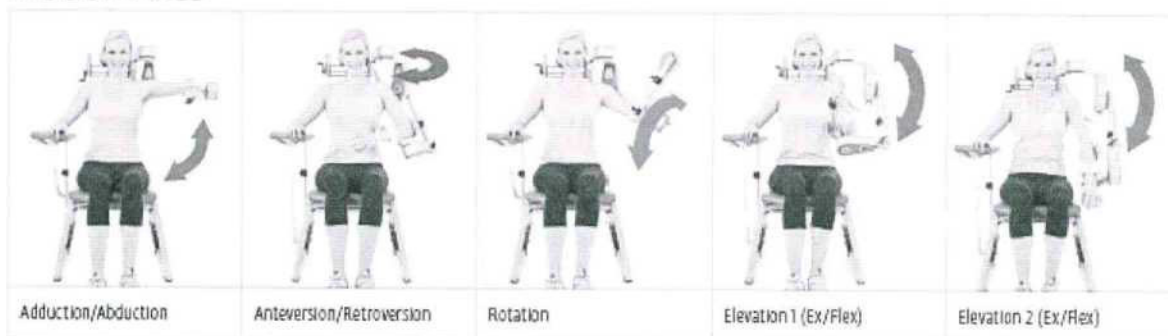 Adduction/Abduction
Anteversion/Retroversion
Rotation
Elevation 1 (Ex/Flex)
Elevation 2 (Ex/Flex)